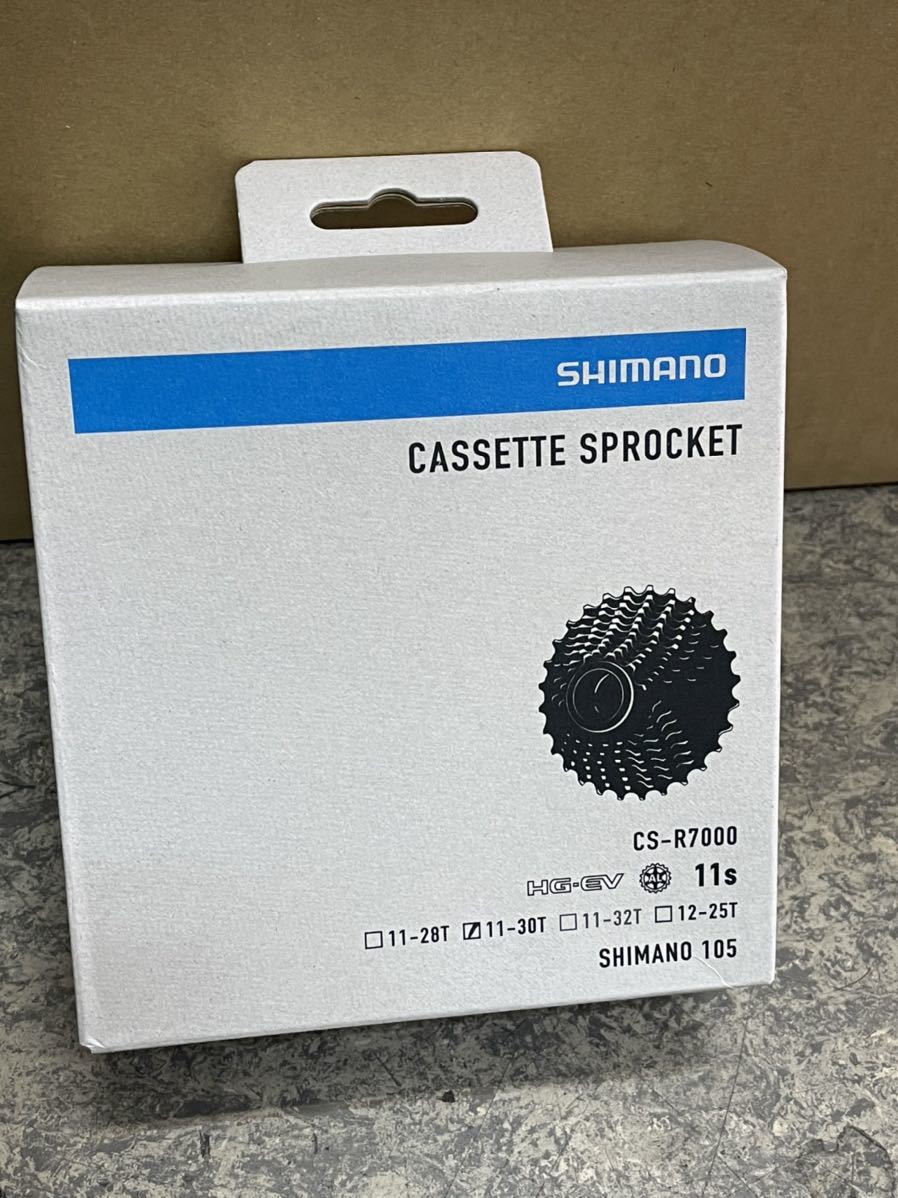 SHIMANO
CASSETTE SPROCKET
CS-R7000
HG-EV 11s
11-28T 11-30T 11-32T 12-25T
SHIMANO 105